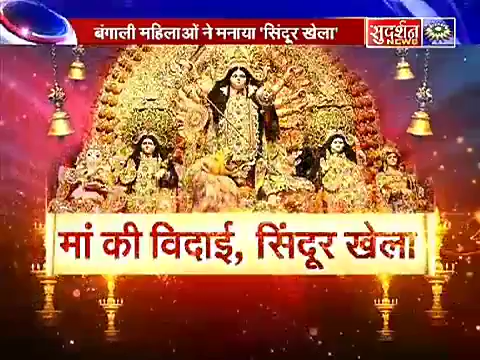 बंगाली महिलाओं ने मनाया 'सिंदूर खेला'
सुदर्शन
NEWS
मां की विदाई, सिंदूर खेला